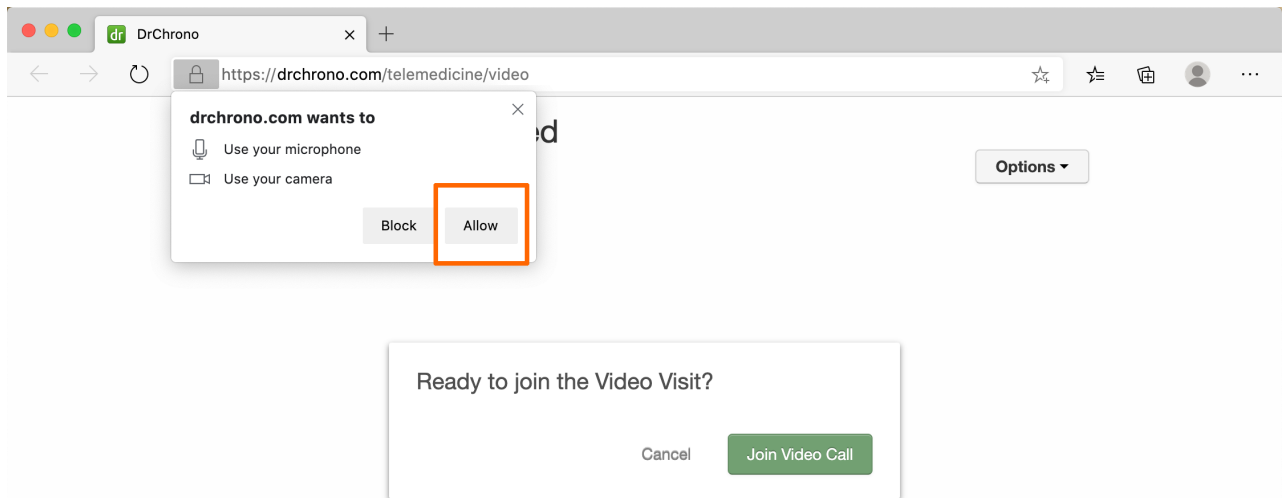 dr DrChrono
https://drchrono.com/telemedicine/video
drchrono.com wants to
Use your microphone
Use your camera
Block Allow
ed
Options
Ready to join the Video Visit?
Cancel Join Video Call